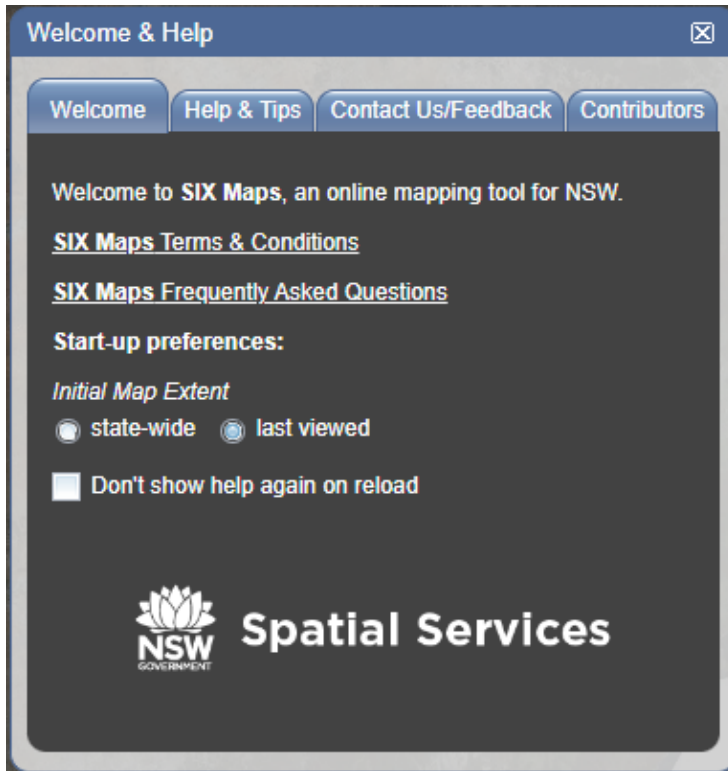 Welcome & Help
Welcome
Help & Tips
Contact Us/Feedback
Contributors
Welcome to SIX Maps, an online mapping tool for NSW.
SIX Maps Terms & Conditions
SIX Maps Frequently Asked Questions
Start-up preferences:
Initial Map Extent
state-wide last viewed
Don't show help again on reload
NSW
GOVERNMENT
Spatial Services